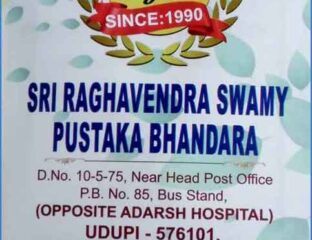 SINCE:1990
SRI RAGHAVENDRA SWAMY
PUSTAKA BHANDARA
D.No. 10-5-75, Near Head Post Office
P.B. No. 85, Bus Stand,
(OPPOSITE ADARSH HOSPITAL)
UDUPI - 576101.